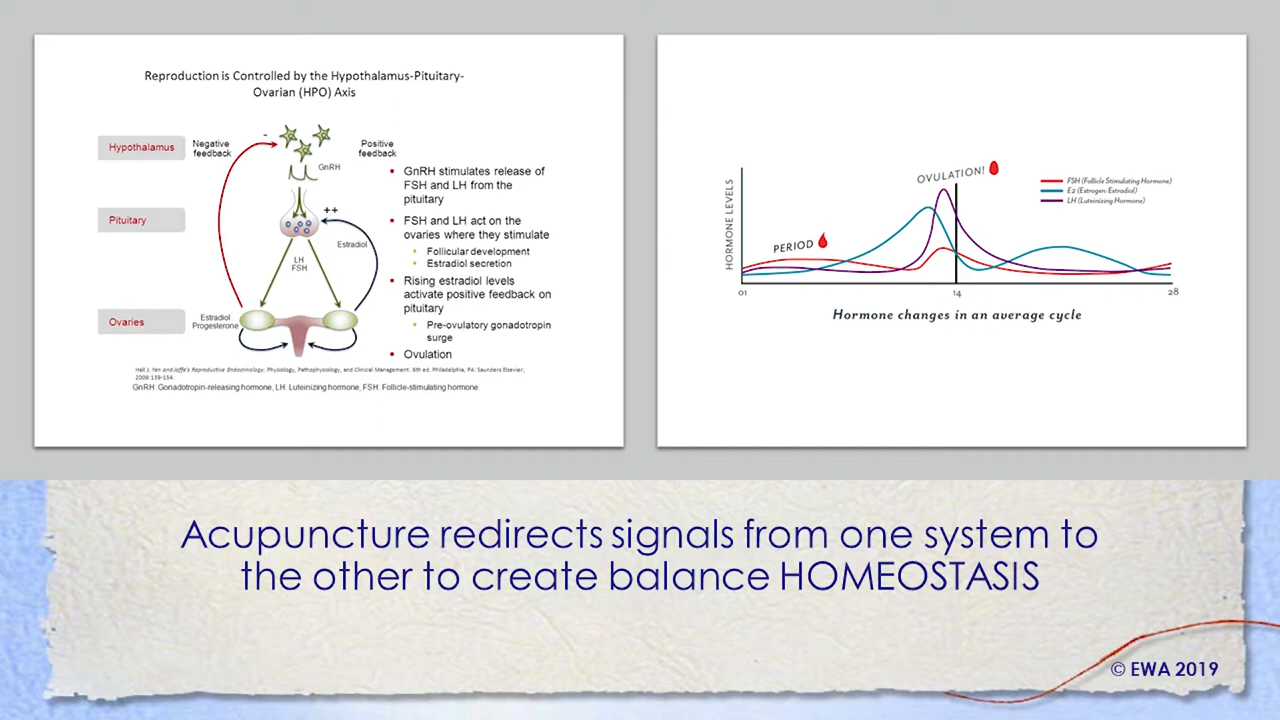 Reproduction is Controlled by the Hypothalamus-Pituitary-
Ovarian (HPO) Axis
Hypothalamus
Negative
feedback
-
Positive
feedback
GnRH
Pituitary
++
Estradiol
LH
FSH
Ovaries
Estradiol
Progesterone
GnRH stimulates release of
FSH and LH from the
pituitary
FSH and LH act on the
ovaries where they stimulate
Follicular development
Estradiol secretion
Rising estradiol levels
activate positive feedback on
pituitary
Pre-ovulatory gonadotropin
surge
Ovulation
Hall J. Yen and Jaffe's Reproductive Endocrinology: Physiology, Pathophysiology, and Clinical Management. 6th ed. Philadelphia, PA: Saunders Elsevier;
2009:139-154.
GnRH: Gonadotropin-releasing hormone, LH: Luteinizing hormone, FSH: Follicle-stimulating hormone.
HORMONE LEVELS
PERIOD
OVULATION!
FSH (Follicle Stimulating Hormone)
E2 (Estrogen: Estradiol)
LH (Luteinizing Hormone)
01
14
28
Hormone changes in an average cycle
Acupuncture redirects signals from one system to
the other to create balance HOMEOSTASIS
© EWA 2019